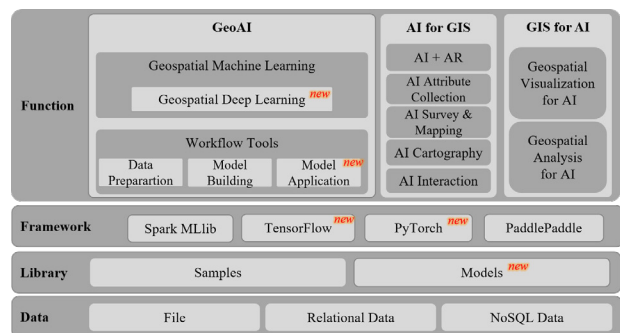 Function
GeoAI
Geospatial Machine Learning
Geospatial Deep Learning new
Workflow Tools
Data
Preparartion
Model
Building
Model new
Application
AI for GIS
AI + AR
AI Attribute
Collection
AI Survey &
Mapping
AI Cartography
AI Interaction
GIS for AI
Geospatial
Visualization
for AI
Geospatial
Analysis
for AI
Framework
Spark MLlib
TensorFlow new
PyTorch new
PaddlePaddle
Library
Samples
Models new
Data
File
Relational Data
NoSQL Data